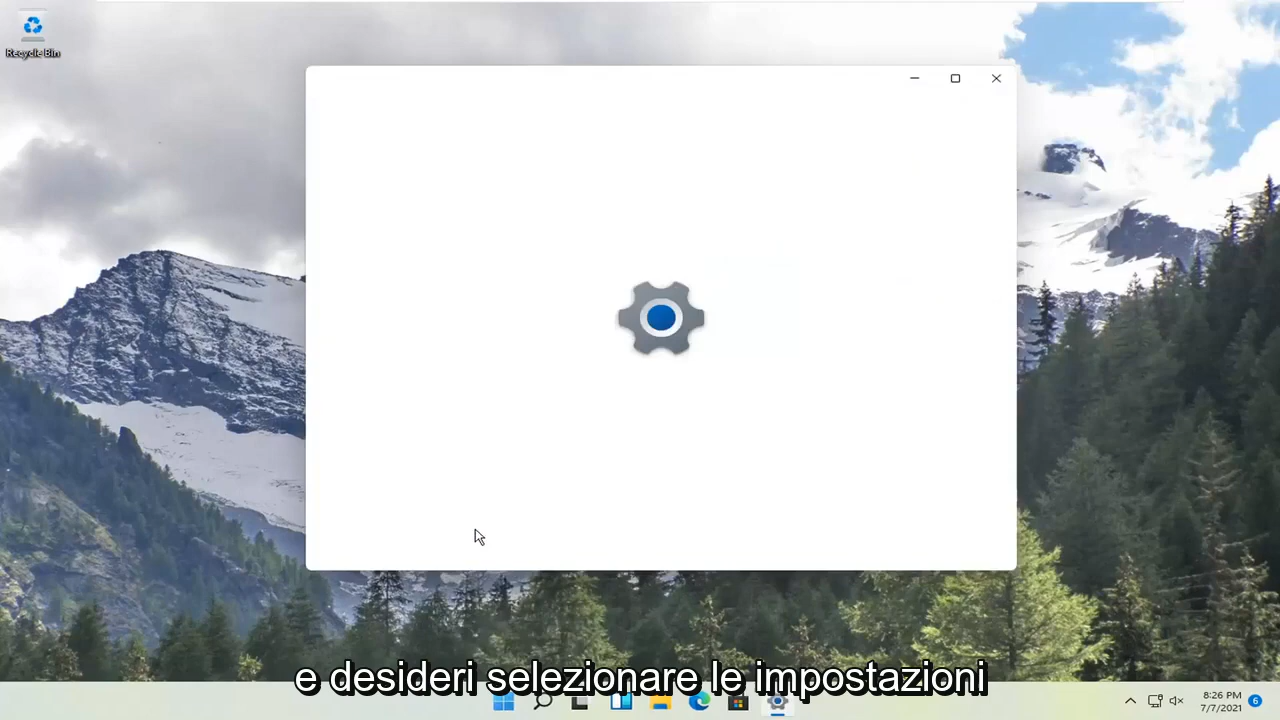 Recycle Bin
e desideri selezionare le impostazioni
8:26 PM
7/7/2021
6